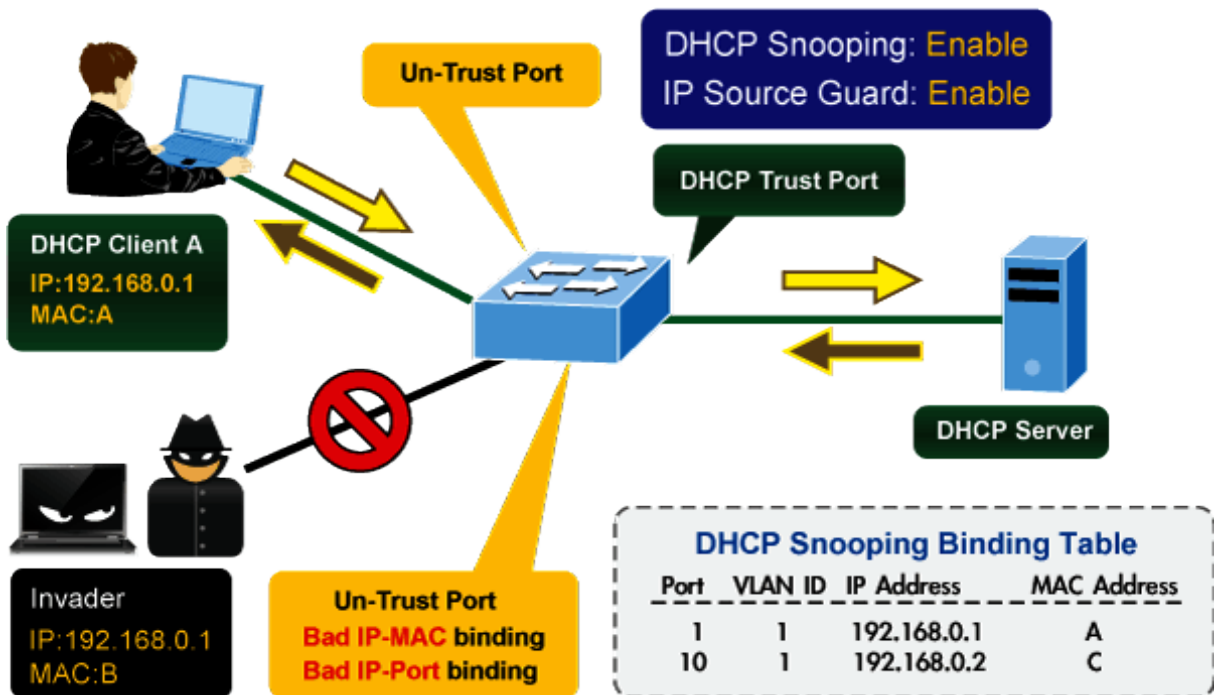 DHCP Snooping: Enable
IP Source Guard: Enable
Un-Trust Port
DHCP Trust Port
DHCP Client A
IP:192.168.0.1
MAC:A
DHCP Server
Invader
IP:192.168.0.1
MAC:B
Un-Trust Port
Bad IP-MAC binding
Bad IP-Port binding
DHCP Snooping Binding Table
Port VLAN ID IP Address MAC Address
1 1 192.168.0.1 A
10 1 192.168.0.2 C